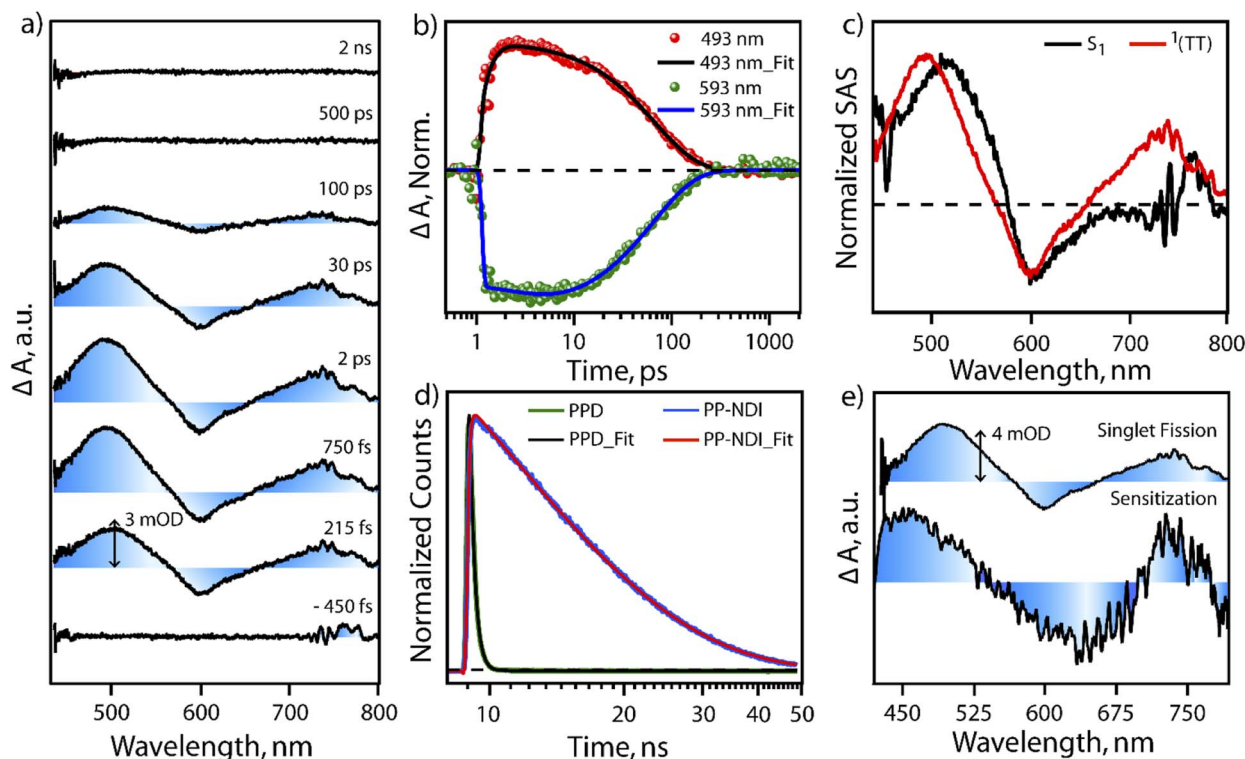 a)
2 ns
500 ps
100 ps
30 ps
2 ps
750 fs
3 mOD
215 fs
- 450 fs
Δ A, a.u.
500 600 700 800
Wavelength, nm
b)
493 nm
493 nm_Fit
593 nm
593 nm_Fit
Δ A, Norm.
1 10 100 1000
Time, ps
c)
S1 1(TT)
Normalized SAS
500 600 700 800
Wavelength, nm
d)
PPD PP-NDI
PPD_Fit PP-NDI_Fit
Normalized Counts
10 20 30 40 50
Time, ns
e)
4 mOD
Singlet Fission
Sensitization
Δ A, a.u.
450 525 600 675 750
Wavelength, nm